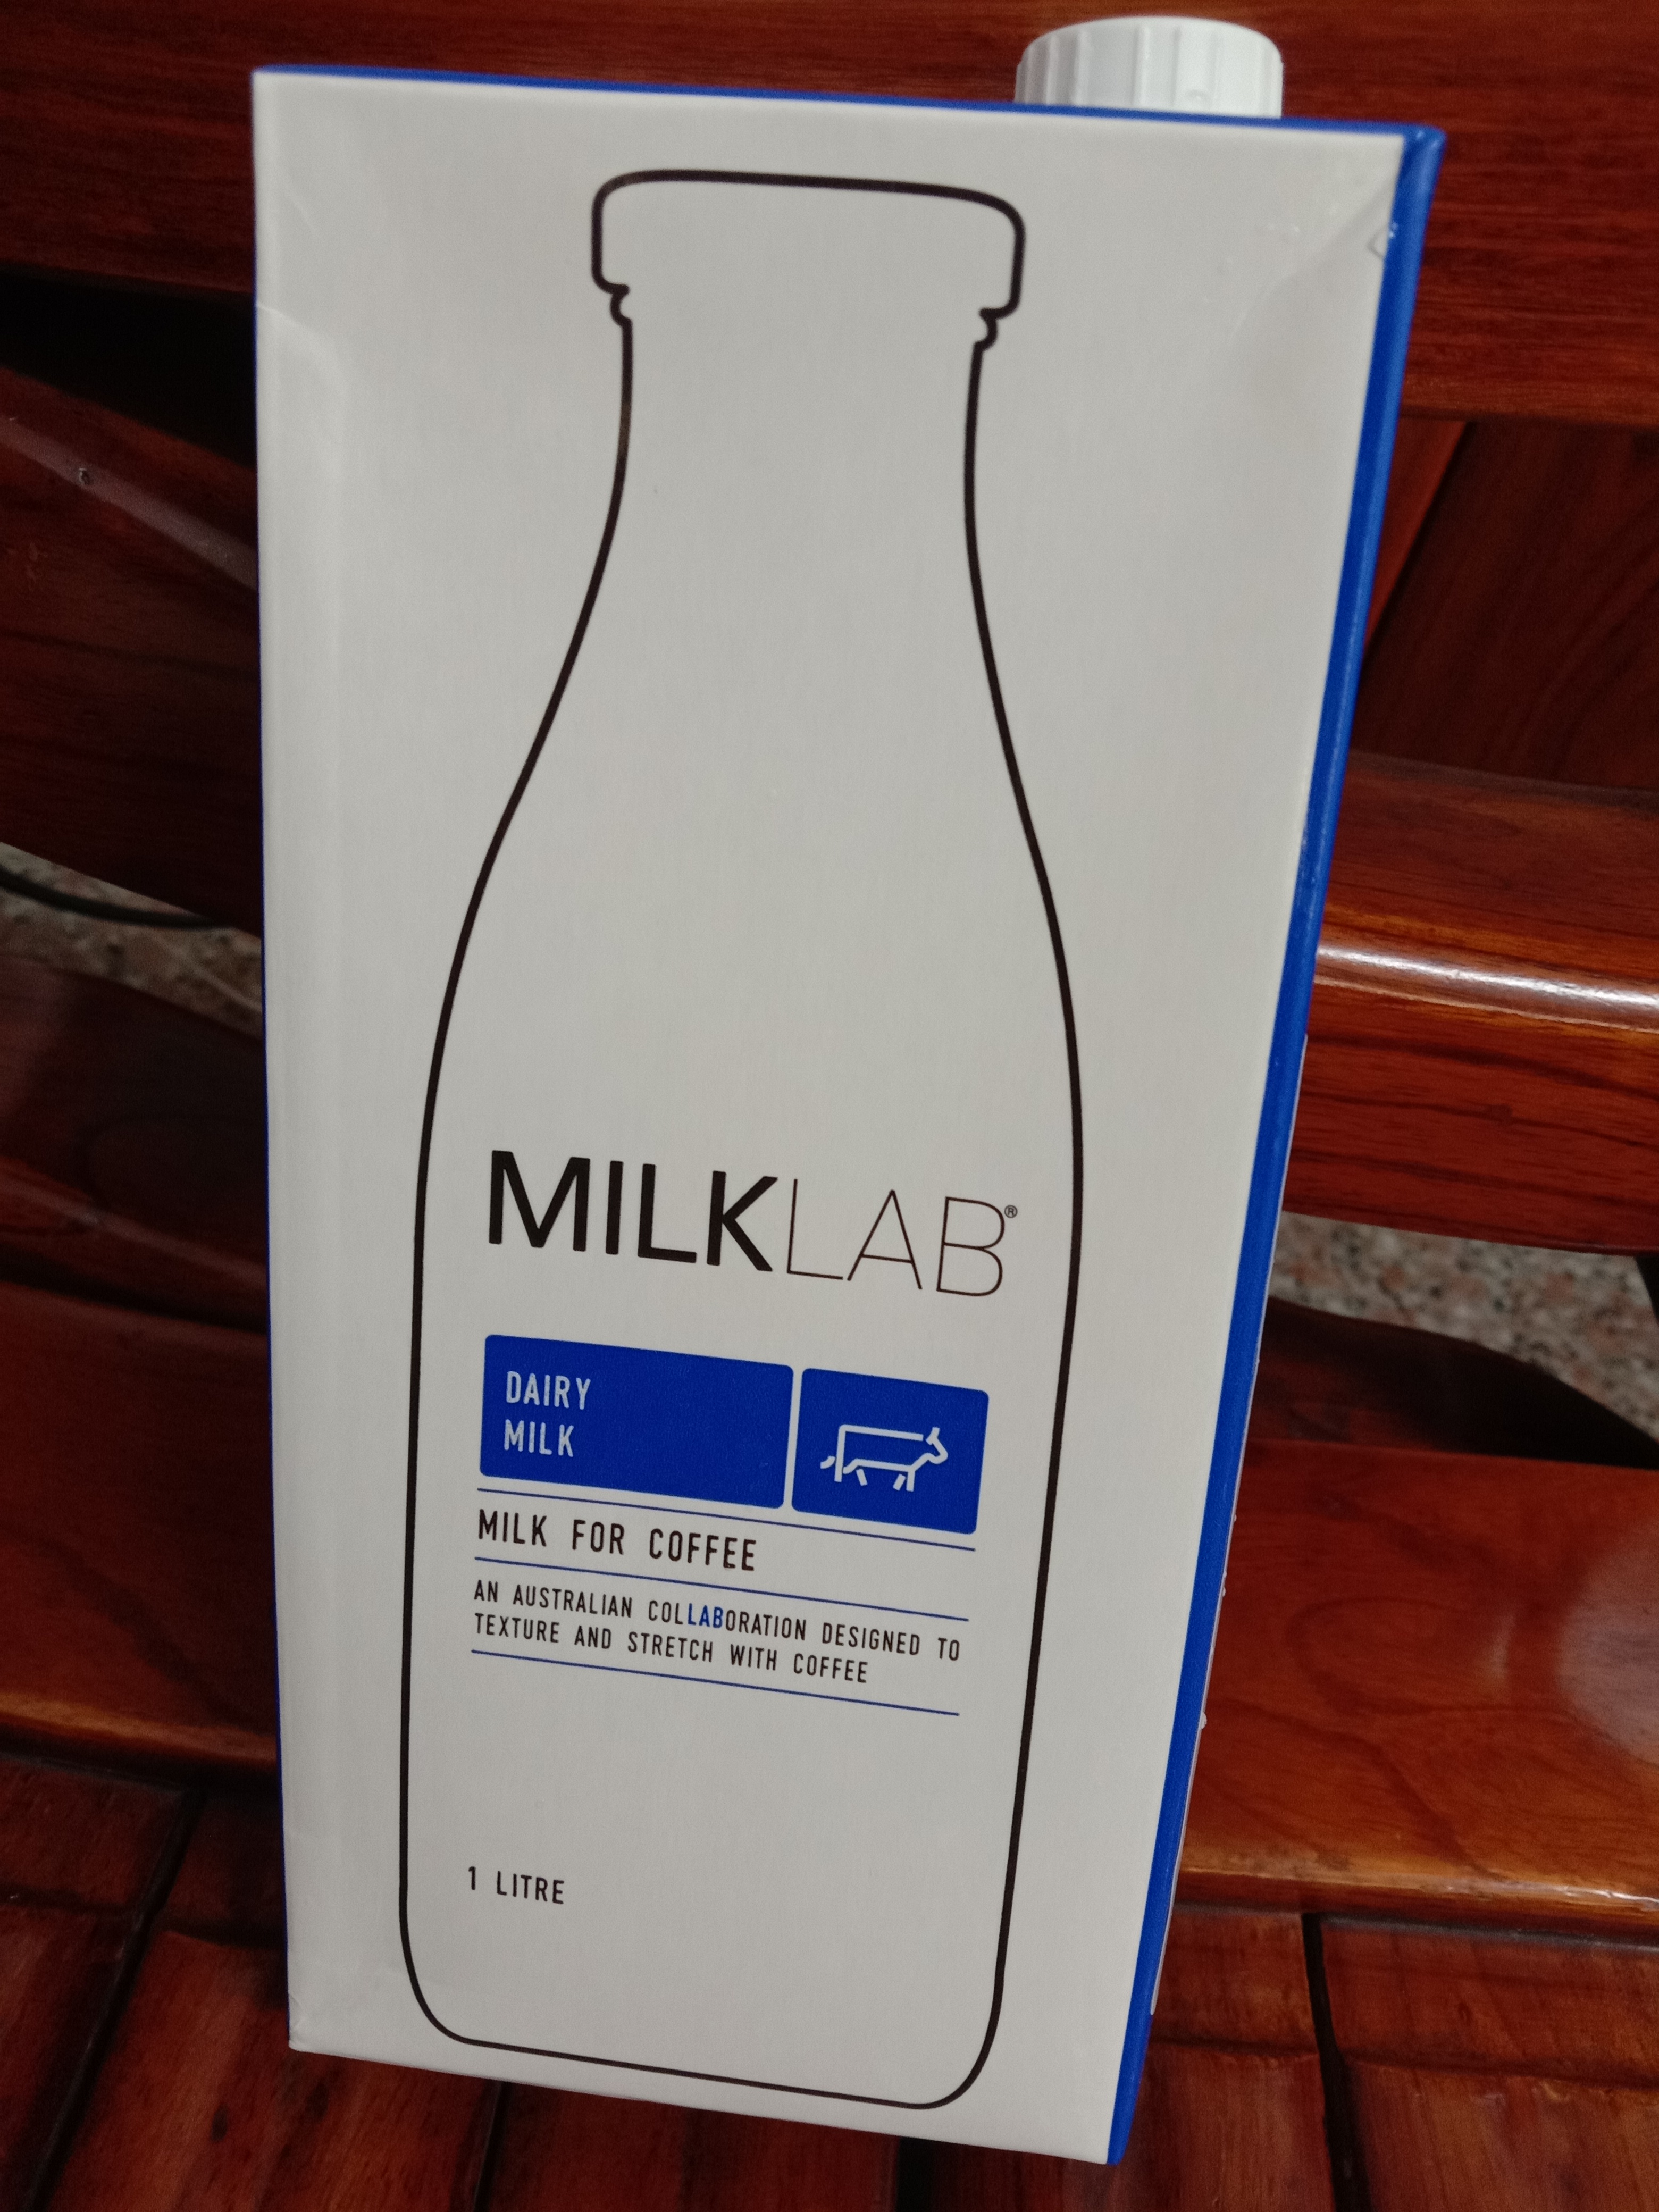 MILKLAB®
DAIRY
MILK
MILK FOR COFFEE
AN AUSTRALIAN COLLABORATION DESIGNED TO
TEXTURE AND STRETCH WITH COFFEE
1 LITRE